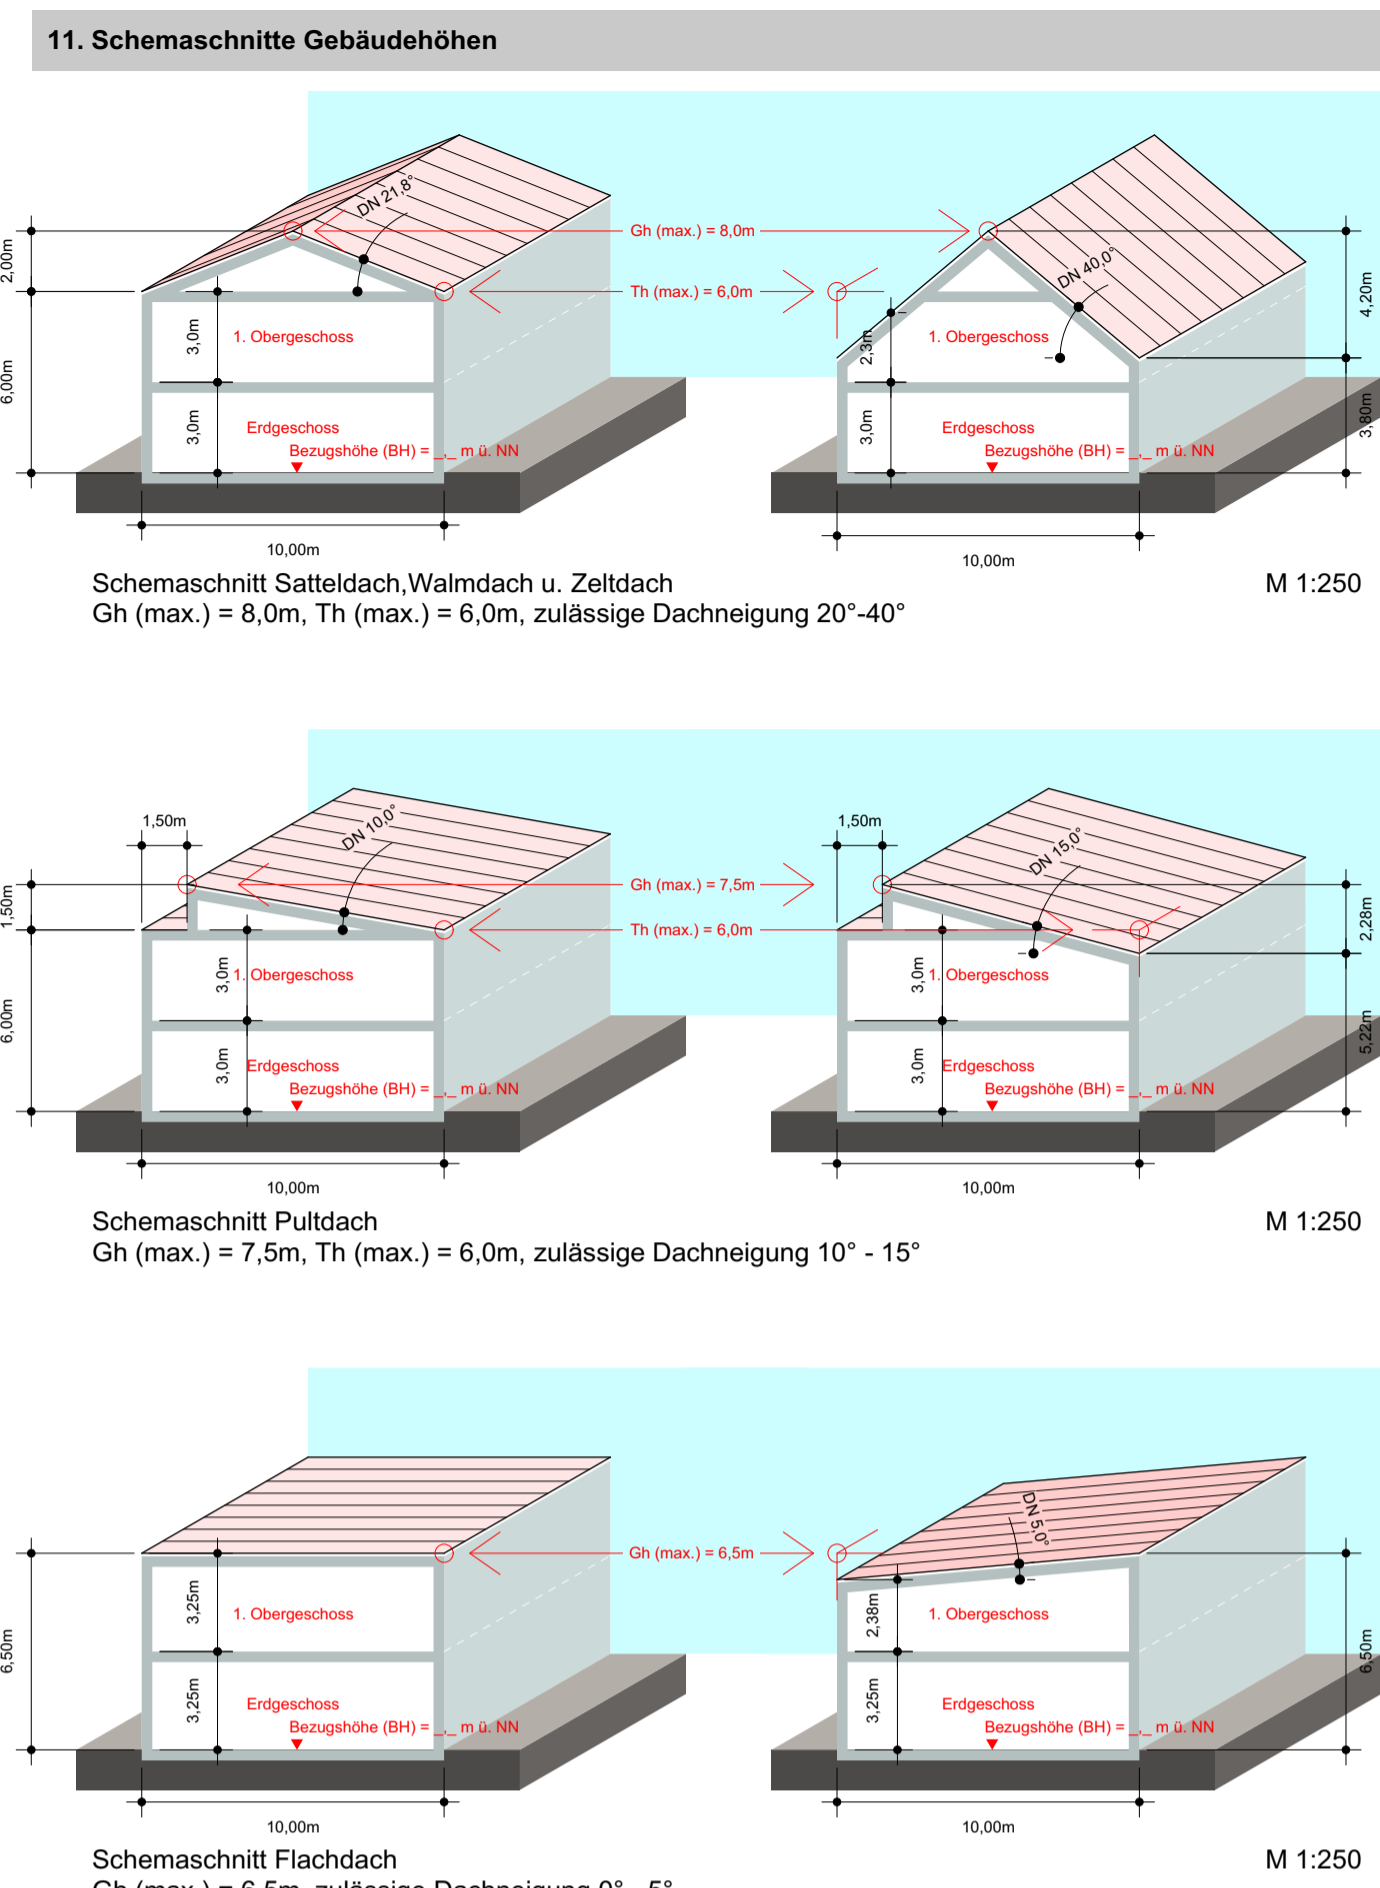 11. Schemaschnitte Gebäudehöhen
DN 21,8°
Gh (max.) = 8,0m
Th (max.) = 6,0m
2,00m
6,00m
3,0m
1. Obergeschoss
3,0m
Erdgeschoss
Bezugshöhe (BH) = _,_ m ü. NN
10,00m
DN 40,0°
4,20m
3,80m
2,3m
1. Obergeschoss
3,0m
Erdgeschoss
Bezugshöhe (BH) = _,_ m ü. NN
10,00m
Schemaschnitt Satteldach,Walmdach u. Zeltdach
M 1:250
Gh (max.) = 8,0m, Th (max.) = 6,0m, zulässige Dachneigung 20°-40°
1,50m
DN 10,0°
Gh (max.) = 7,5m
Th (max.) = 6,0m
1,50m
6,00m
3,0m
1. Obergeschoss
3,0m
Erdgeschoss
Bezugshöhe (BH) = _,_ m ü. NN
10,00m
1,50m
DN 15,0°
2,28m
5,22m
3,0m
1. Obergeschoss
3,0m
Erdgeschoss
Bezugshöhe (BH) = _,_ m ü. NN
10,00m
Schemaschnitt Pultdach
M 1:250
Gh (max.) = 7,5m, Th (max.) = 6,0m, zulässige Dachneigung 10° - 15°
Gh (max.) = 6,5m
6,50m
3,25m
1. Obergeschoss
3,25m
Erdgeschoss
Bezugshöhe (BH) = _,_ m ü. NN
10,00m
DN 5,0°
6,50m
2,38m
1. Obergeschoss
3,25m
Erdgeschoss
Bezugshöhe (BH) = _,_ m ü. NN
10,00m
Schemaschnitt Flachdach
M 1:250
Gh (max.) = 6,5m, zulässige Dachneigung 0° - 5°